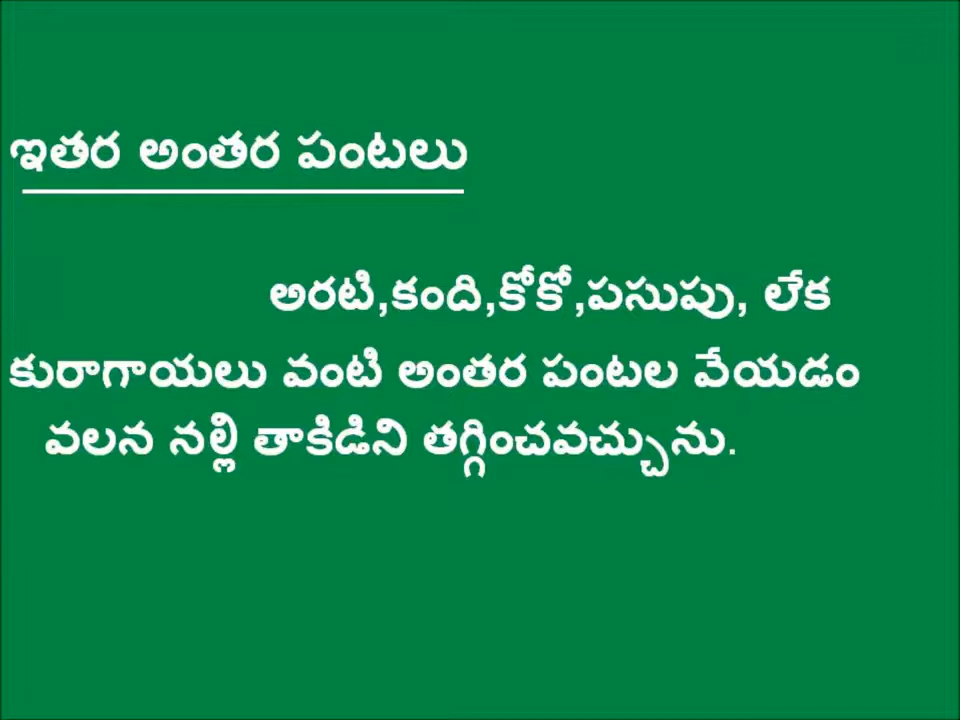 ఇతర అంతర పంటలు
అరటి,కంది,కోకో,పసుపు, లేక
కురాగాయలు వంటి అంతర పంటల వేయడం
వలన నల్లి తాకిడిని తగ్గించవచ్చును.